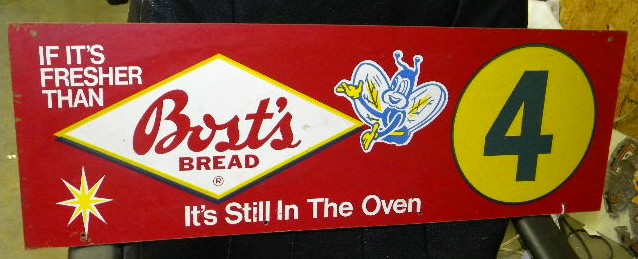 IF IT'S
FRESHER
THAN
Bost's
BREAD
®
It's Still In The Oven
4